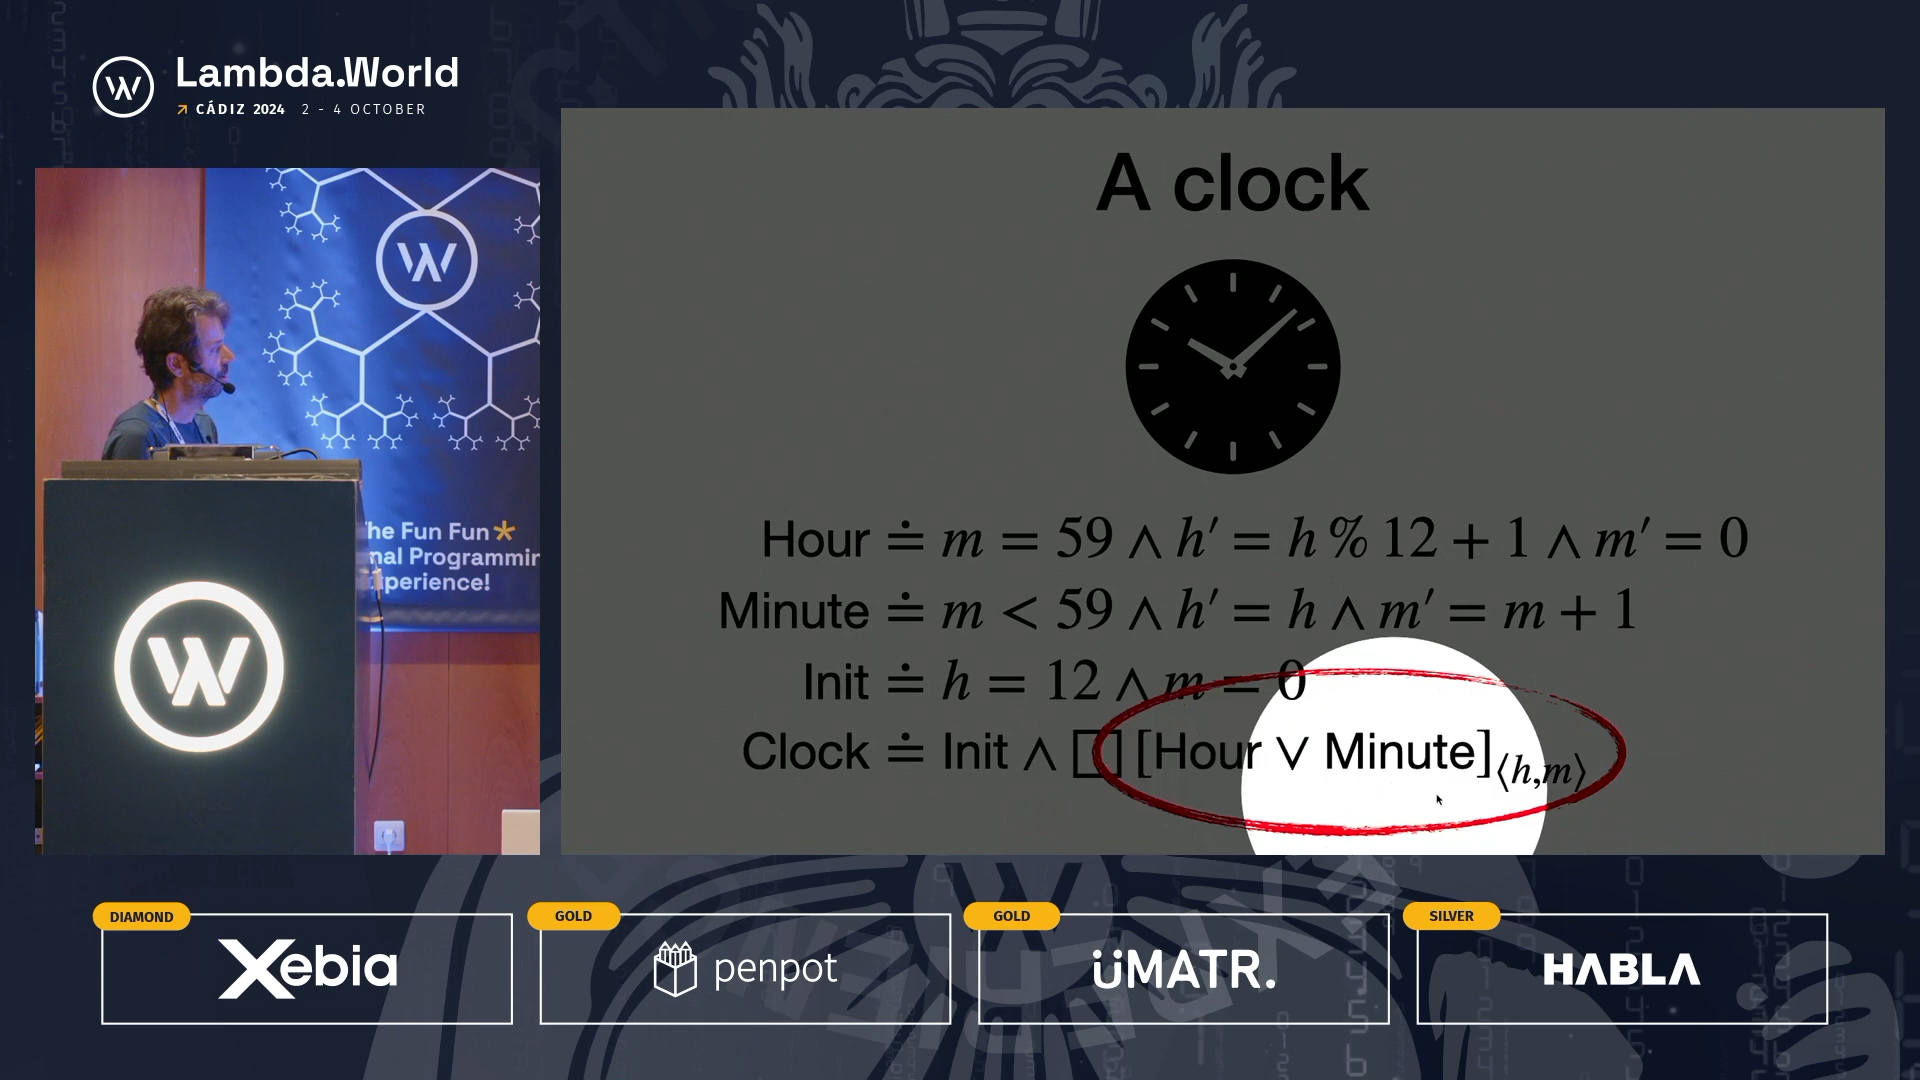 Lambda.World
CÁDIZ 2024 2 - 4 OCTOBER
A clock
Hour ≐ m = 59 ∧ h′ = h % 12 + 1 ∧ m′ = 0
Minute ≐ m < 59 ∧ h′ = h ∧ m′ = m + 1
Init ≐ h = 12 ∧ m = 0
Clock ≐ Init ∧ □ [Hour ∨ Minute]⟨h,m⟩
he Fun Fun*
nal Programmin
xperience!
DIAMOND
Xebia
GOLD
penpot
GOLD
üMATR.
SILVER
HABLA